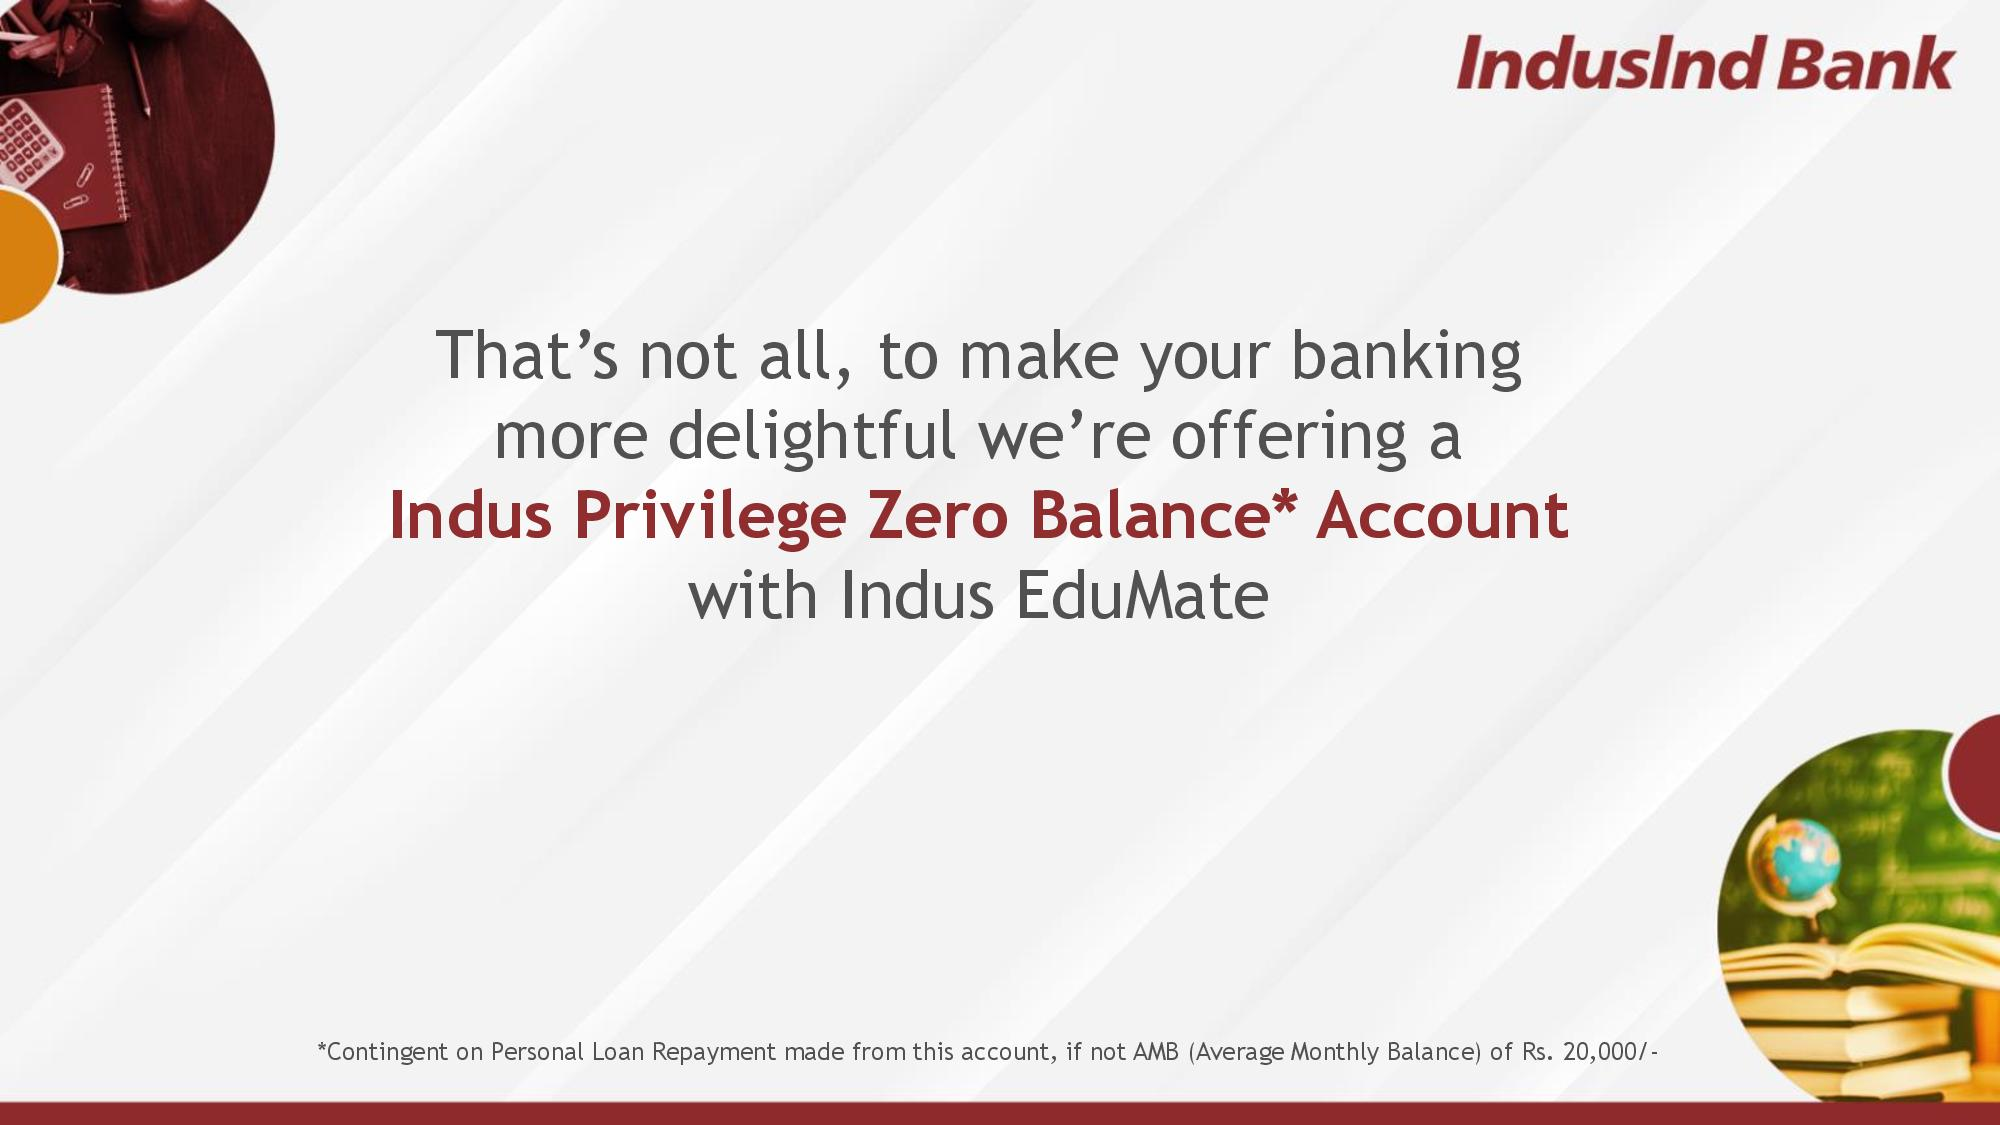 IndusInd Bank
That’s not all, to make your banking
more delightful we’re offering a
Indus Privilege Zero Balance* Account
with Indus EduMate
*Contingent on Personal Loan Repayment made from this account, if not AMB (Average Monthly Balance) of Rs. 20,000/-